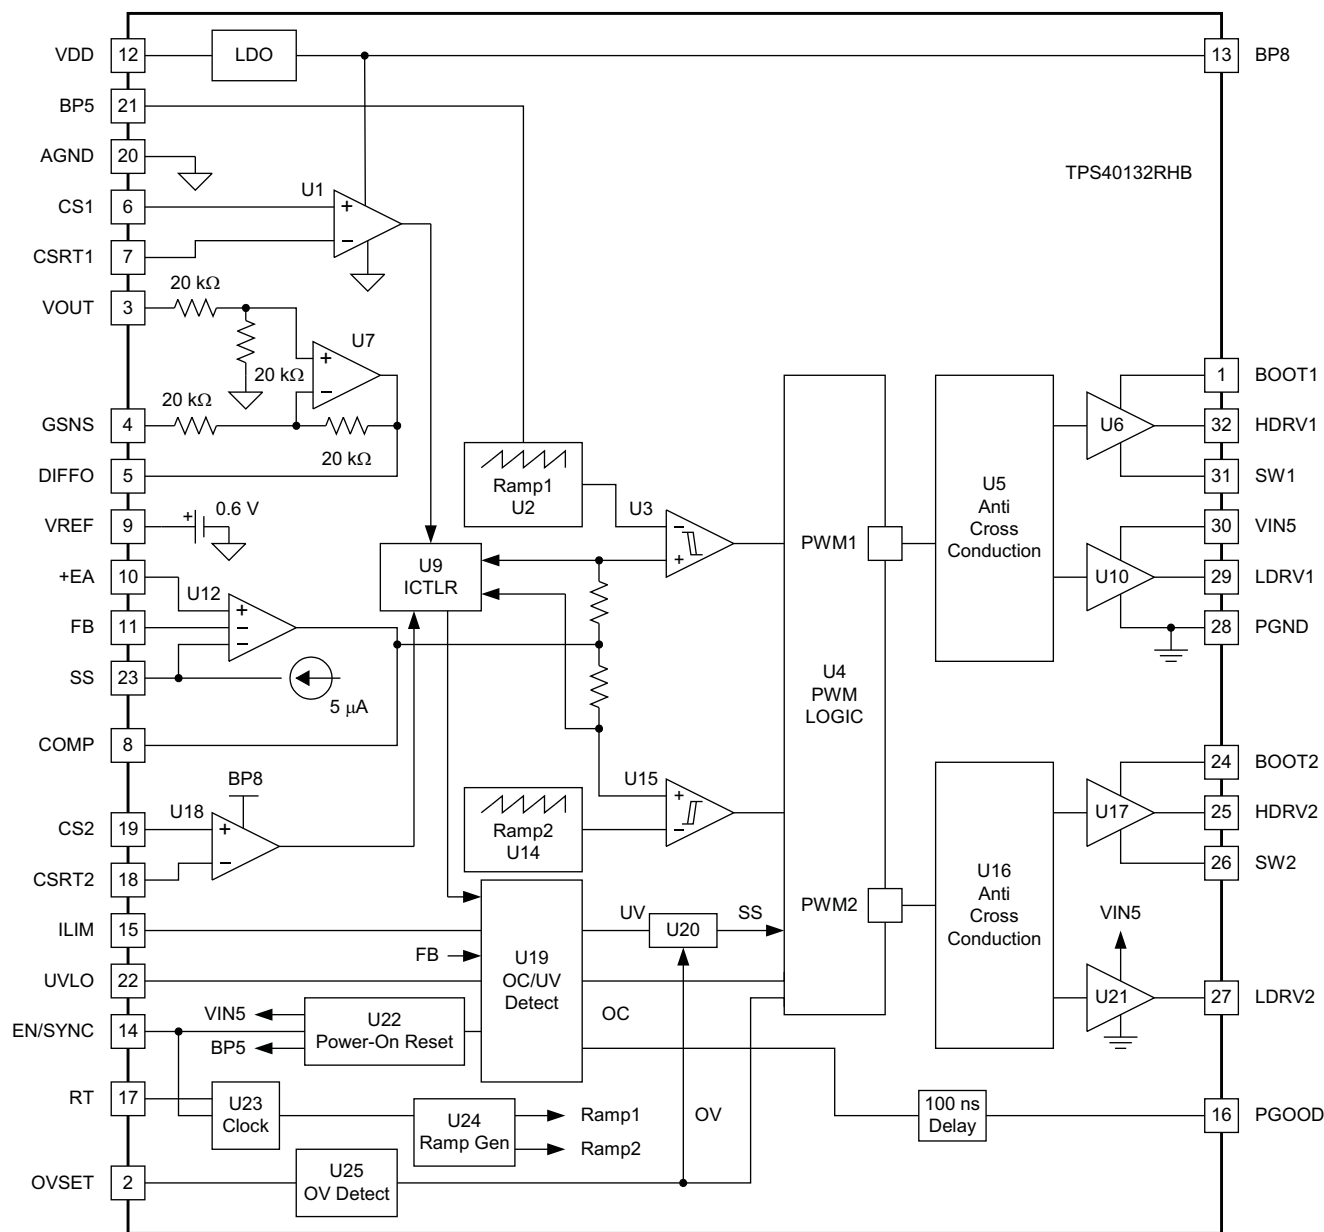 VDD 12 LDO 13 BP8
BP5 21
AGND 20
TPS40132RHB
U1
CS1 6 +
CSRT1 7 −
20 kΩ
VOUT 3
U7
+
20 kΩ
−
20 kΩ
GSNS 4
20 kΩ
DIFFO 5
Ramp1
U2
U3
−
+
VREF 9 + 0.6 V
+EA 10
U12
+
FB 11 −
−
SS 23
5 μA
U9
ICTLR
COMP 8
PWM1
U4
PWM
LOGIC
PWM2
U5
Anti
Cross
Conduction
1 BOOT1
U6 32 HDRV1
31 SW1
30 VIN5
U10 29 LDRV1
28 PGND
BP8
U18
CS2 19 +
CSRT2 18 −
U15
+
−
Ramp2
U14
24 BOOT2
U17 25 HDRV2
26 SW2
U16
Anti
Cross
Conduction
VIN5
U21 27 LDRV2
ILIM 15
UV U20 SS
FB
U19
OC/UV
Detect
UVLO 22
OC
VIN5
EN/SYNC 14
U22
Power-On Reset
BP5
RT 17
U23
Clock
U24
Ramp Gen
Ramp1
Ramp2
OV
100 ns
Delay
16 PGOOD
OVSET 2
U25
OV Detect